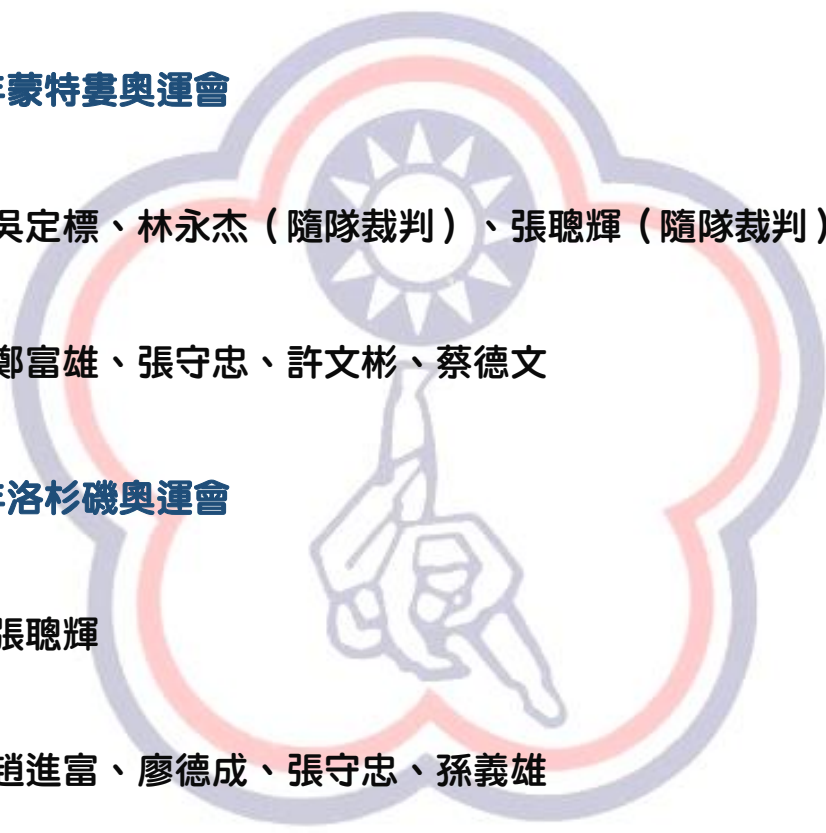 年蒙特婁奧運會
吳定標、林永杰（隨隊裁判）、張聰輝（隨隊裁判）
鄭富雄、張守忠、許文彬、蔡德文
年洛杉磯奧運會
張聰輝
趙進富、廖德成、張守忠、孫義雄